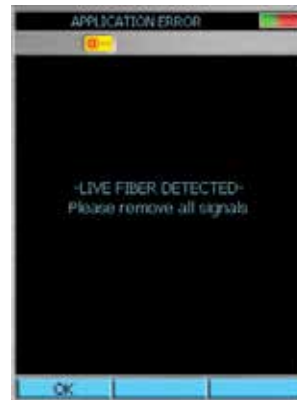 APPLICATION ERROR
-LIVE FIBER DETECTED-
Please remove all signals
OK